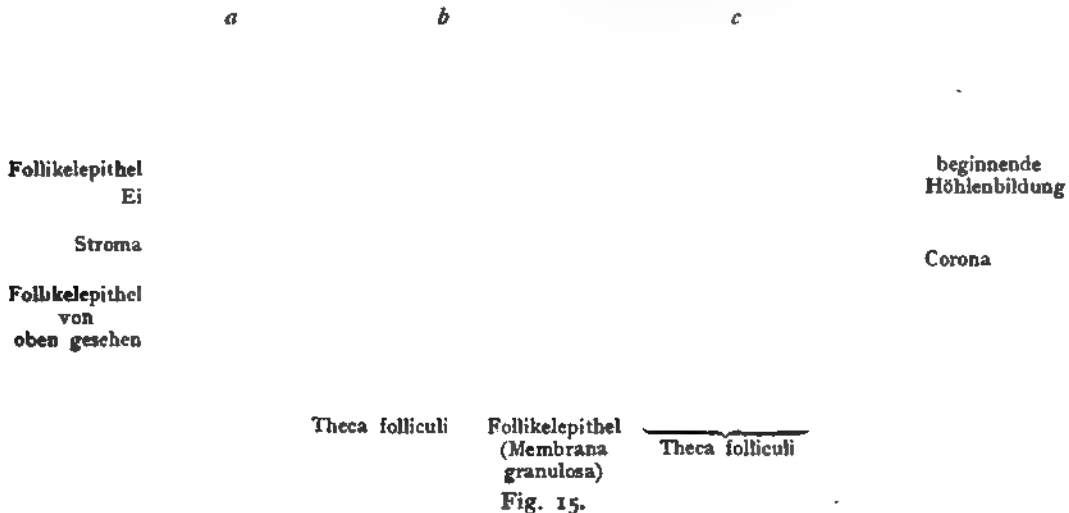 a b c
Follikelepithel
Ei
Stroma
Follikelepithel
von
oben gesehen
beginnende
Höhlenbildung
Corona
Theca folliculi
Follikelepithel
(Membrana
granulosa)
Theca folliculi
Fig. 15.